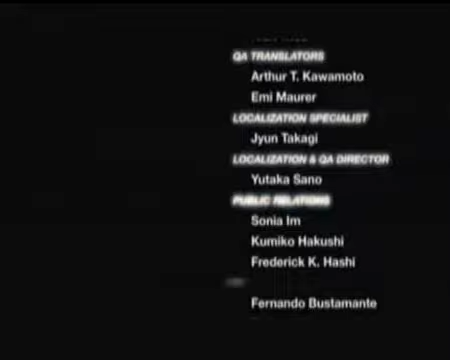 QA TRANSLATORS
Arthur T. Kawamoto
Emi Maurer
LOCALIZATION SPECIALIST
Jyun Takagi
LOCALIZATION & QA DIRECTOR
Yutaka Sano
PUBLIC RELATIONS
Sonia Im
Kumiko Hakushi
Frederick K. Hashi
Fernando Bustamante